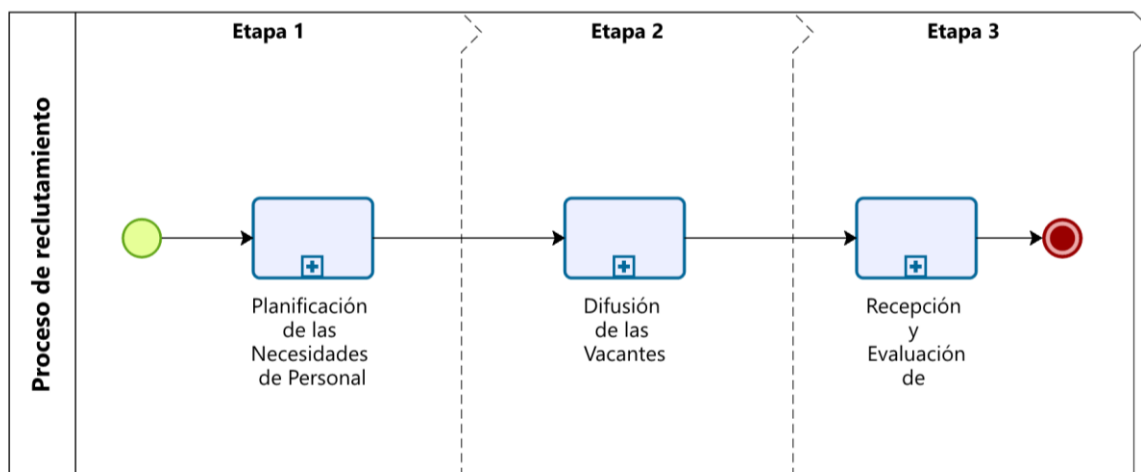 Proceso de reclutamiento
Etapa 1
Etapa 2
Etapa 3
Planificación
de las
Necesidades
de Personal
Difusión
de las
Vacantes
Recepción
y
Evaluación
de